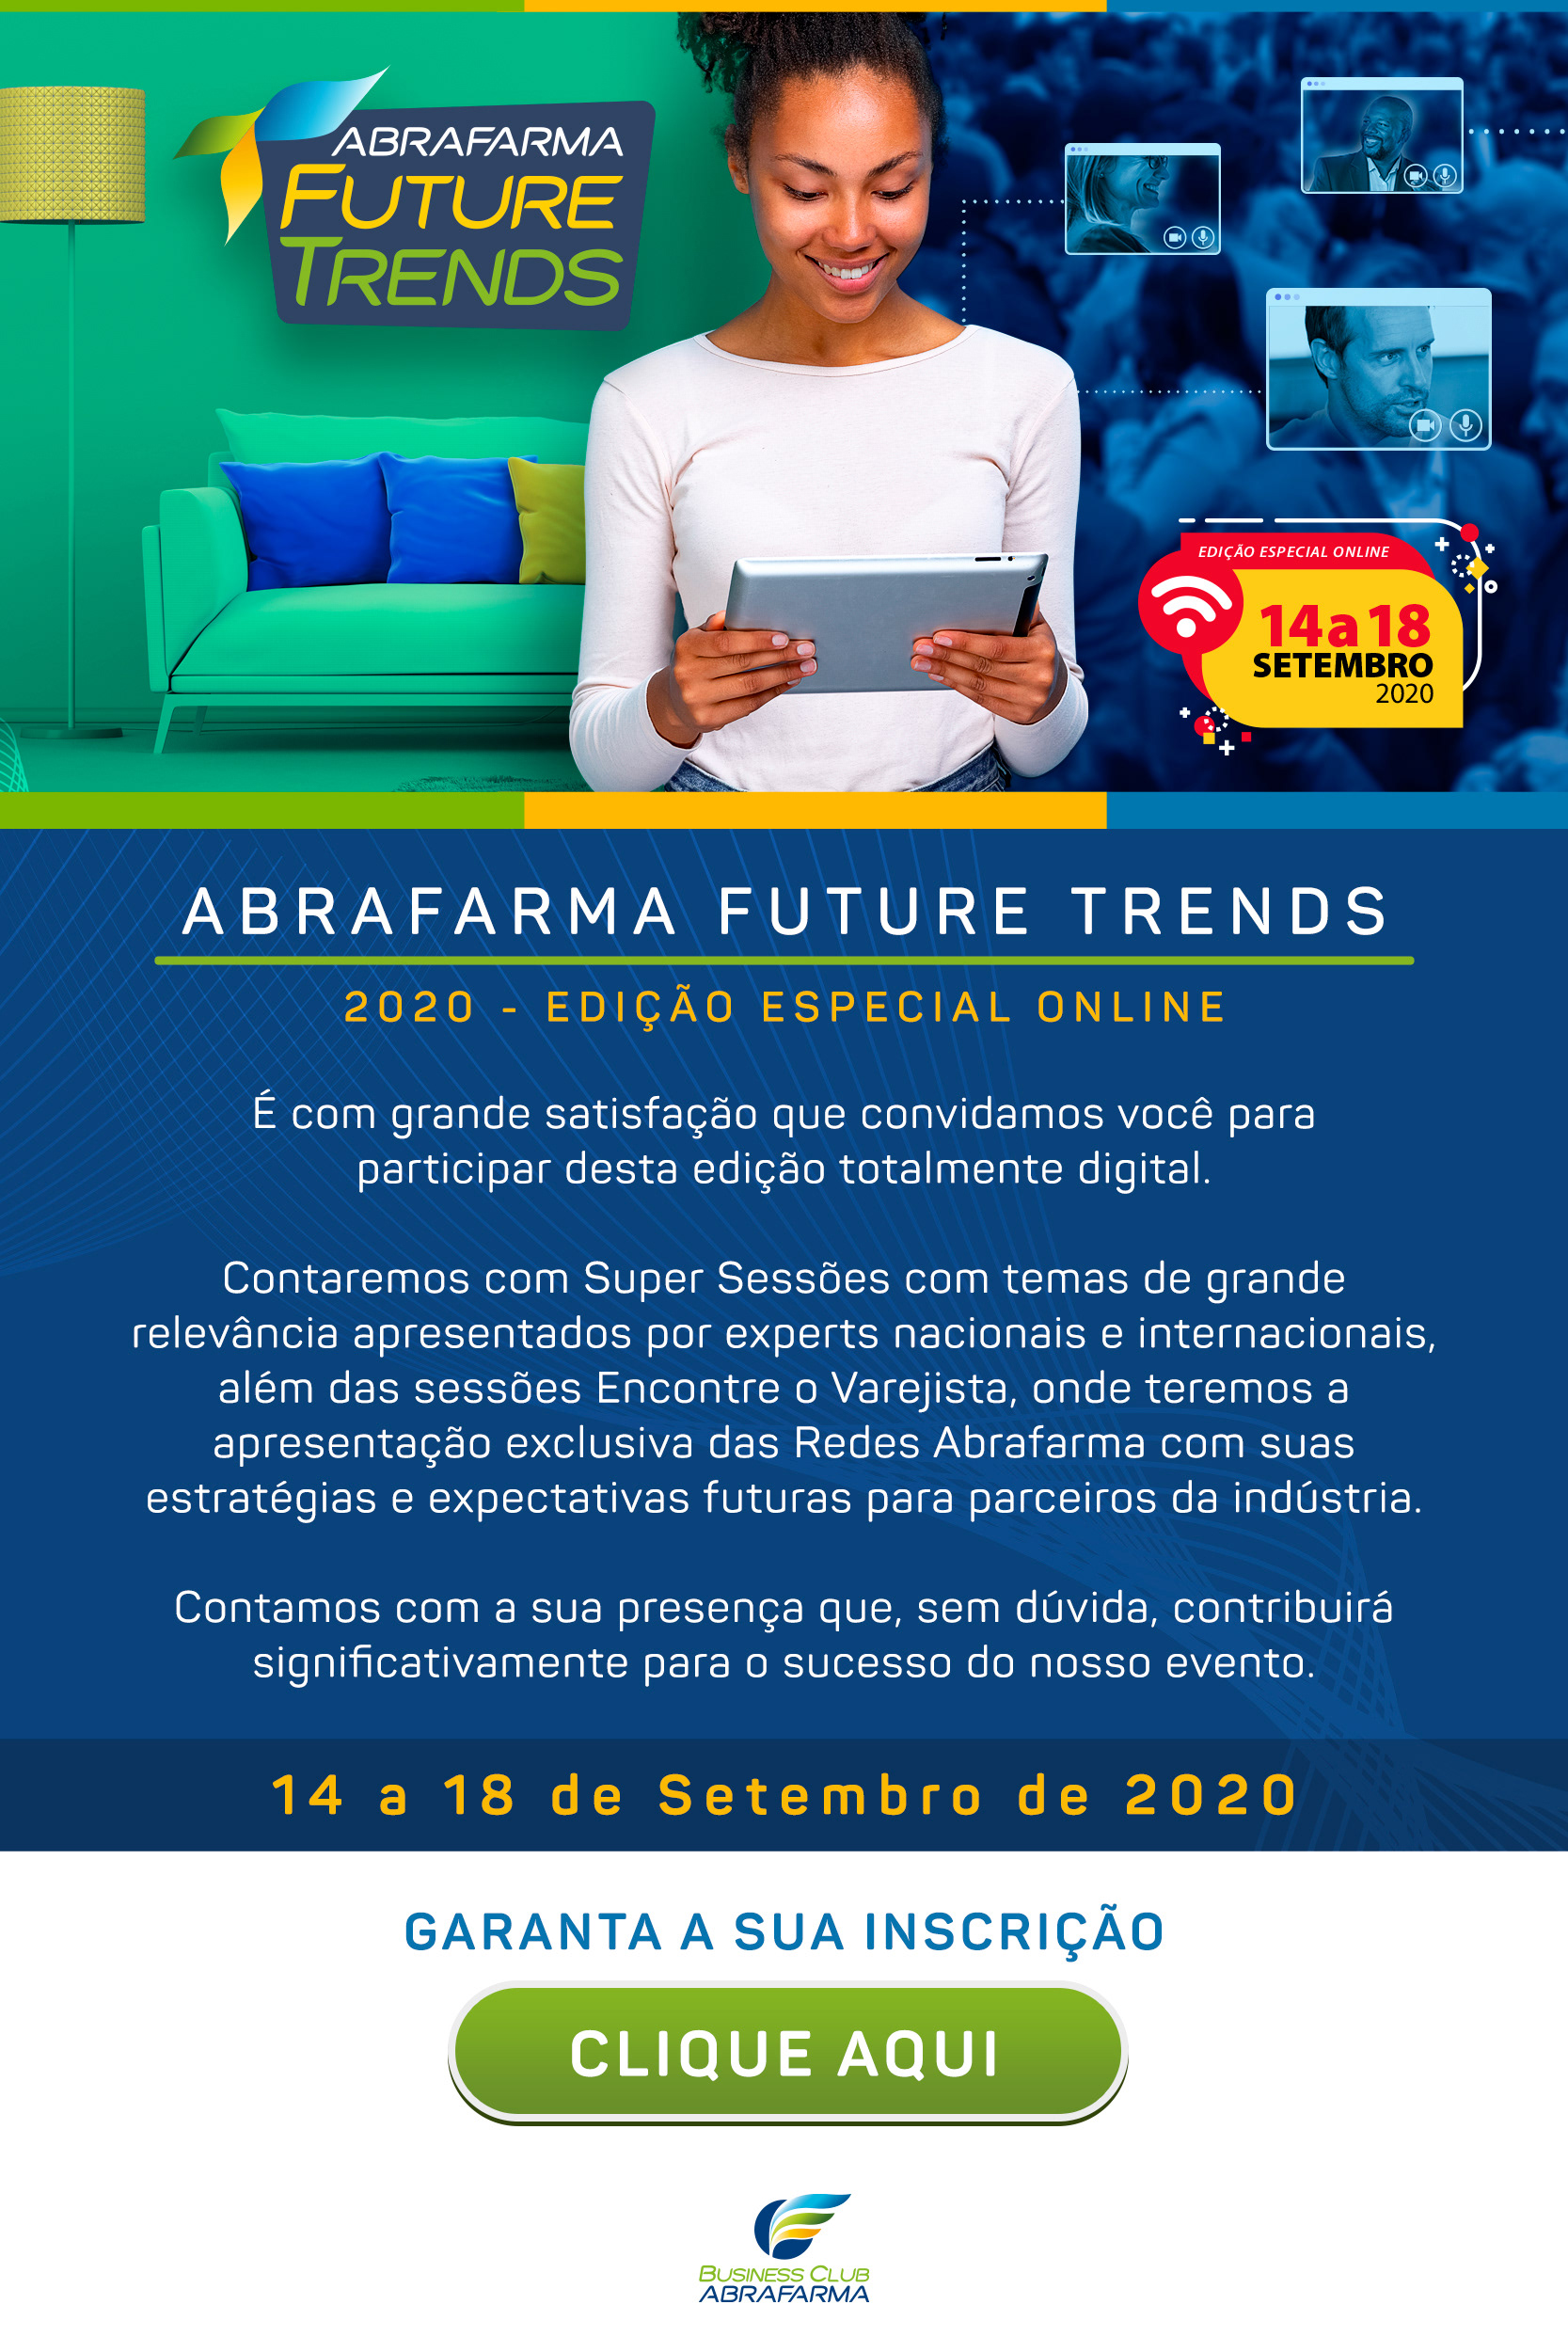 ABRAFARMA
FUTURE
TRENDS
EDIÇÃO ESPECIAL ONLINE
14 a 18
SETEMBRO
2020
ABRAFARMA FUTURE TRENDS
2020 - EDIÇÃO ESPECIAL ONLINE
É com grande satisfação que convidamos você para
participar desta edição totalmente digital.
Contaremos com Super Sessões com temas de grande
relevância apresentados por experts nacionais e internacionais,
além das sessões Encontre o Varejista, onde teremos a
apresentação exclusiva das Redes Abrafarma com suas
estratégias e expectativas futuras para parceiros da indústria.
Contamos com a sua presença que, sem dúvida, contribuirá
significativamente para o sucesso do nosso evento.
14 a 18 de Setembro de 2020
GARANTA A SUA INSCRIÇÃO
CLIQUE AQUI
BUSINESS CLUB
ABRAFARMA